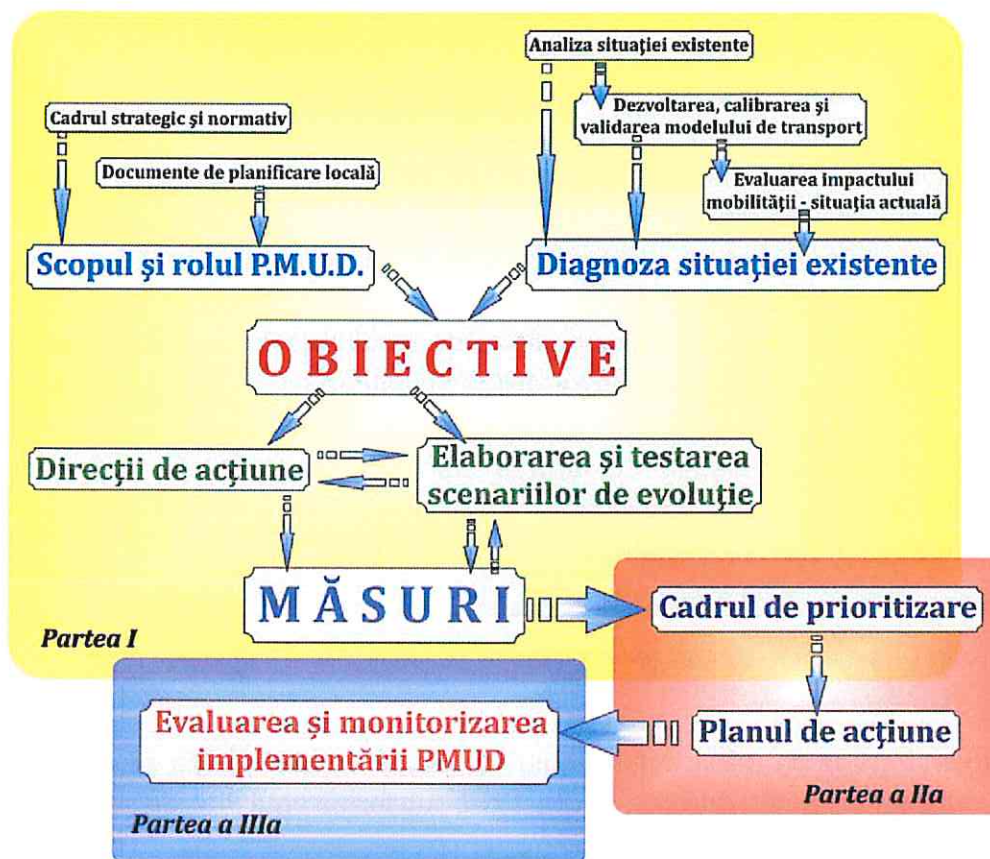 Analiza situației existente
Cadrul strategic și normativ
Dezvoltarea, calibrarea și
validarea modelului de transport
Documente de planificare locală
Evaluarea impactului
mobilității - situația actuală
Scopul și rolul P.M.U.D.
Diagnoza situației existente
O B I E C T I V E
Direcții de acțiune
Elaborarea și testarea
scenariilor de evoluție
M Ă S U R I
Cadrul de prioritizare
Partea I
Evaluarea și monitorizarea
implementării PMUD
Planul de acțiune
Partea a IIa
Partea a IIIa